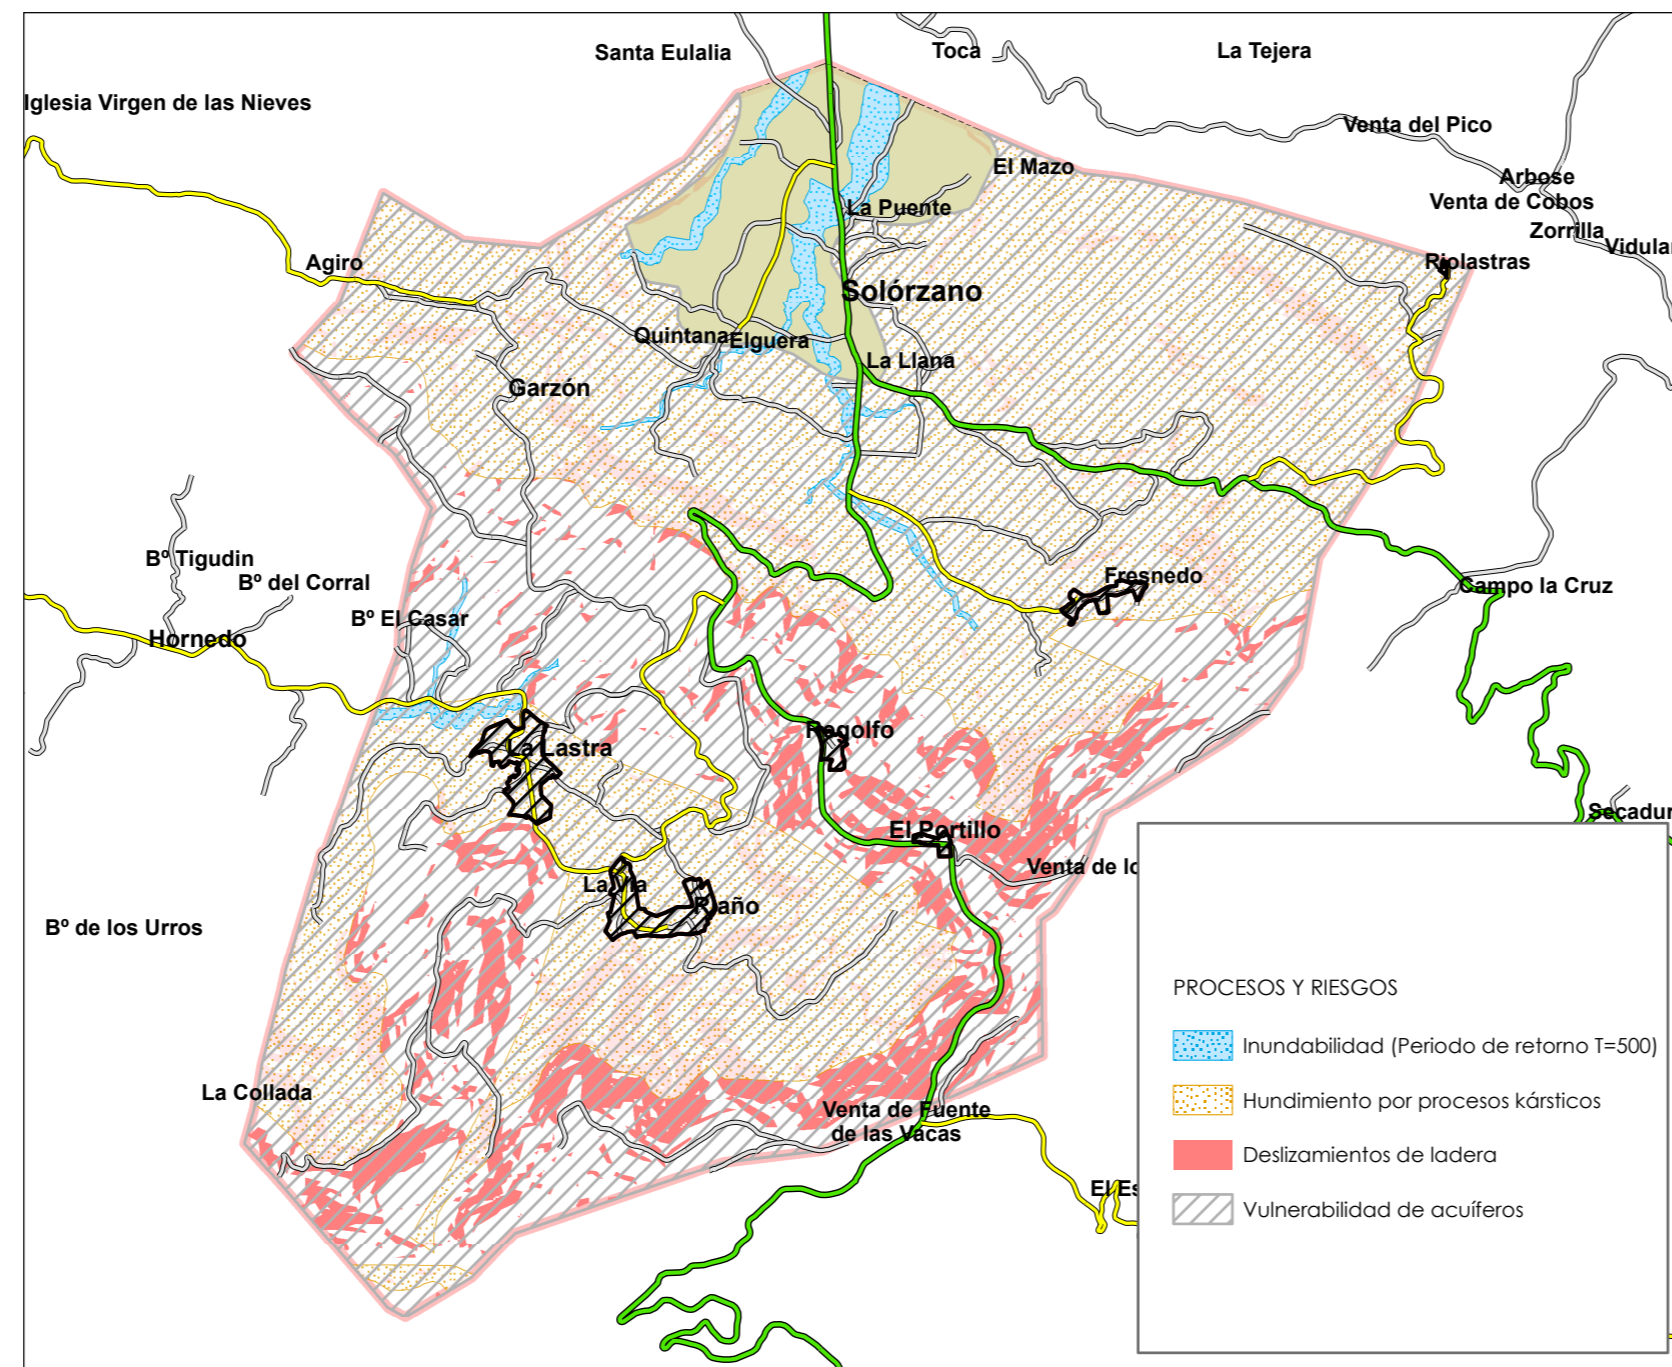 Santa Eulalia
Toca
La Tejera
Iglesia Virgen de las Nieves
Venta del Pico
El Mazo
Arbose
Venta de Cobos
La Puente
Zorrilla
Vidular
Agiro
Riolastras
Solórzano
Quintana
Elguera
La Llana
Garzón
Bº Tigudin
Bº del Corral
Fresnedo
Campo la Cruz
Bº El Casar
Hornedo
Regolfo
La Lastra
Secadur
El Portillo
Venta de lo
La Vía
Riaño
Bº de los Urros
La Collada
Venta de Fuente
de las Vacas
El Es
PROCESOS Y RIESGOS
Inundabilidad (Periodo de retorno T=500)
Hundimiento por procesos kársticos
Deslizamientos de ladera
Vulnerabilidad de acuíferos